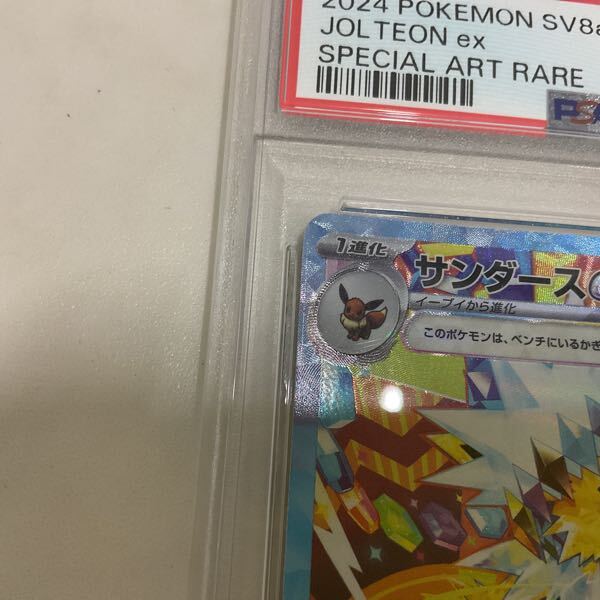 2024 POKEMON SV8a
JOLTEON ex
SPECIAL ART RARE
PSA
1進化
サンダース
イーブイから進化
このポケモンは、ベンチにいるかぎ